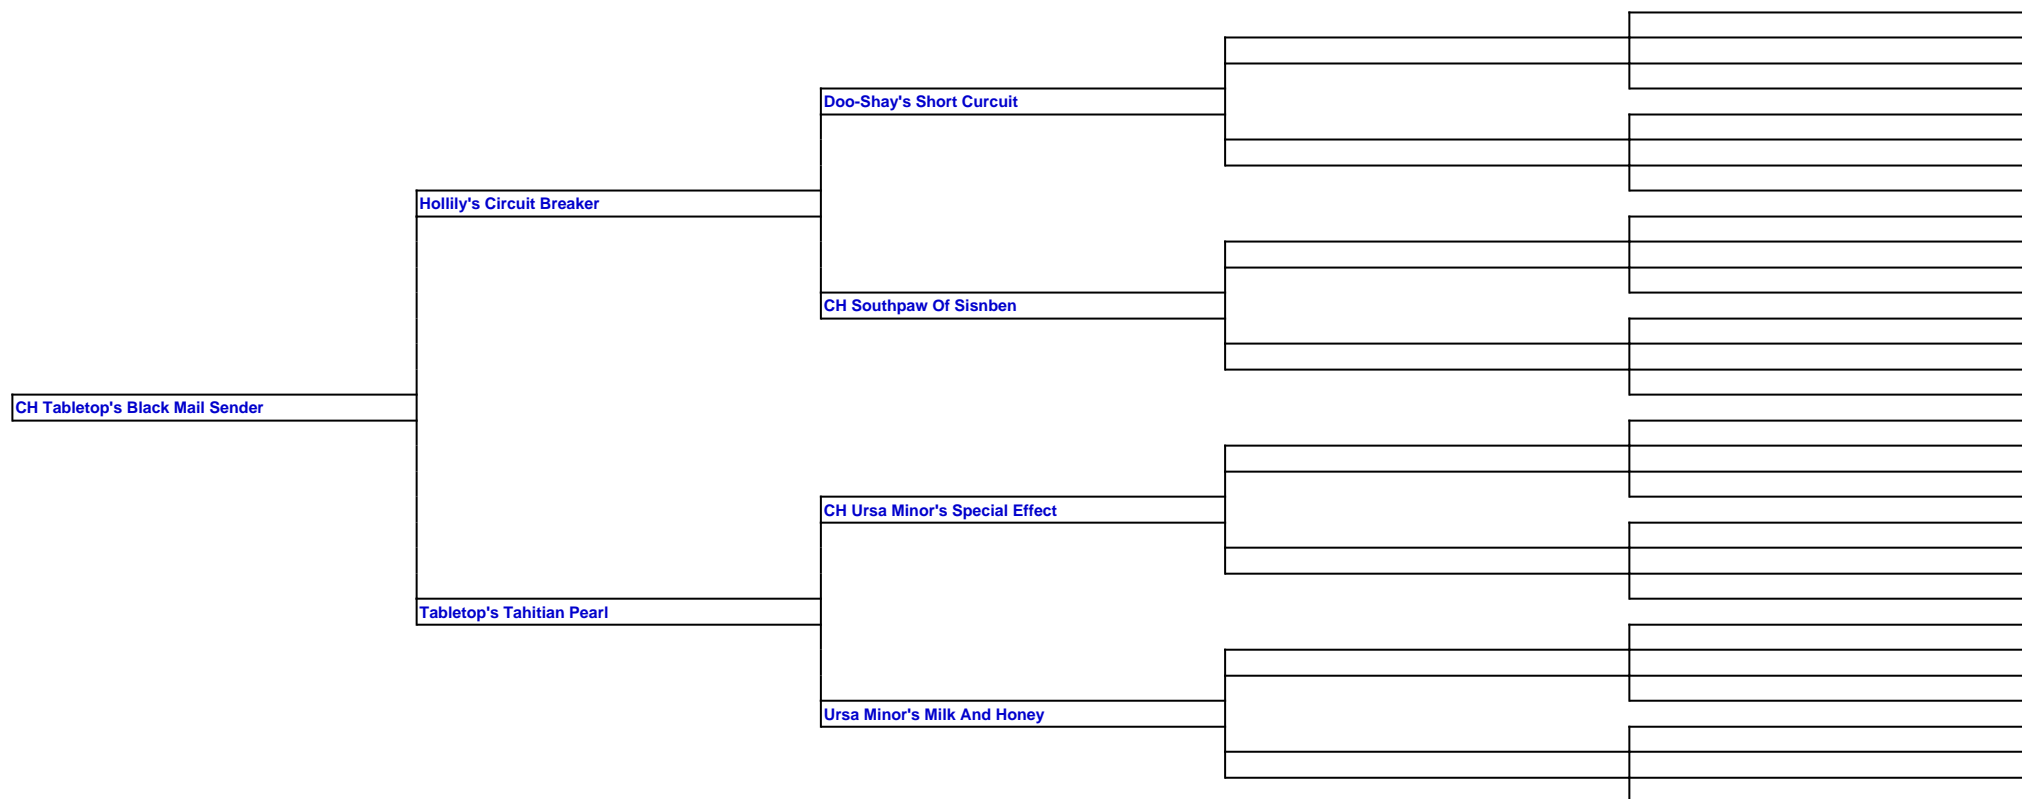 Doo-Shay's Short Curcuit
Hollily's Circuit Breaker
CH Southpaw Of Sisnben
CH Tabletop's Black Mail Sender
CH Ursa Minor's Special Effect
Tabletop's Tahitian Pearl
Ursa Minor's Milk And Honey